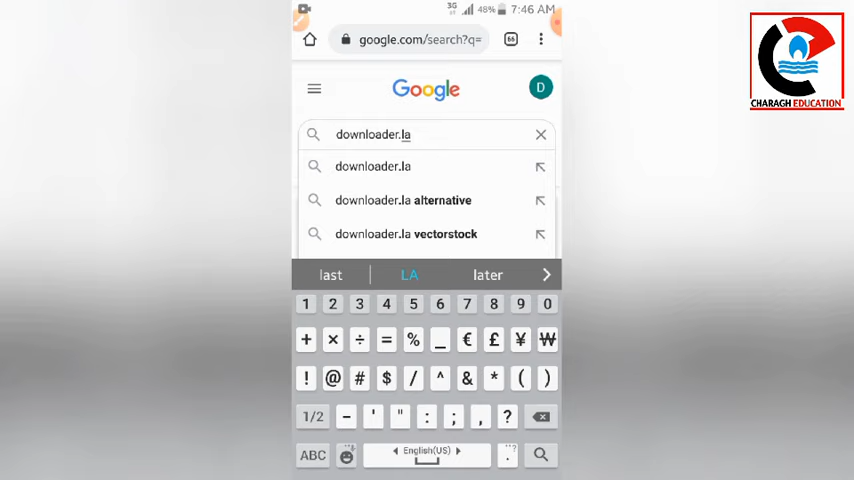 3G 48% 7:46 AM
google.com/search?q=
66
Google
D
downloader.la
downloader.la
downloader.la alternative
downloader.la vectorstock
last LA later
1 2 3 4 5 6 7 8 9 0
+ × ÷ = % _ € £ ¥ ₩
! @ # $ / ^ & * ( )
1/2 - ' " : ; , ?
ABC English(US) .
CHARAGH EDUCATION